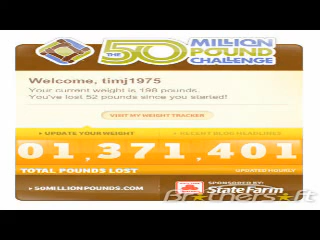 THE 50 MILLION
POUND
CHALLENGE
Welcome, timj1975
Your current weight is 198 pounds.
You've lost 52 pounds since you started!
VISIT MY WEIGHT TRACKER
UPDATE YOUR WEIGHT
RECENT BLOG HEADLINES
01,371,401
TOTAL POUNDS LOST
UPDATED HOURLY
50MILLIONPOUNDS.COM
SPONSORED BY:
State Farm
Brothersoft